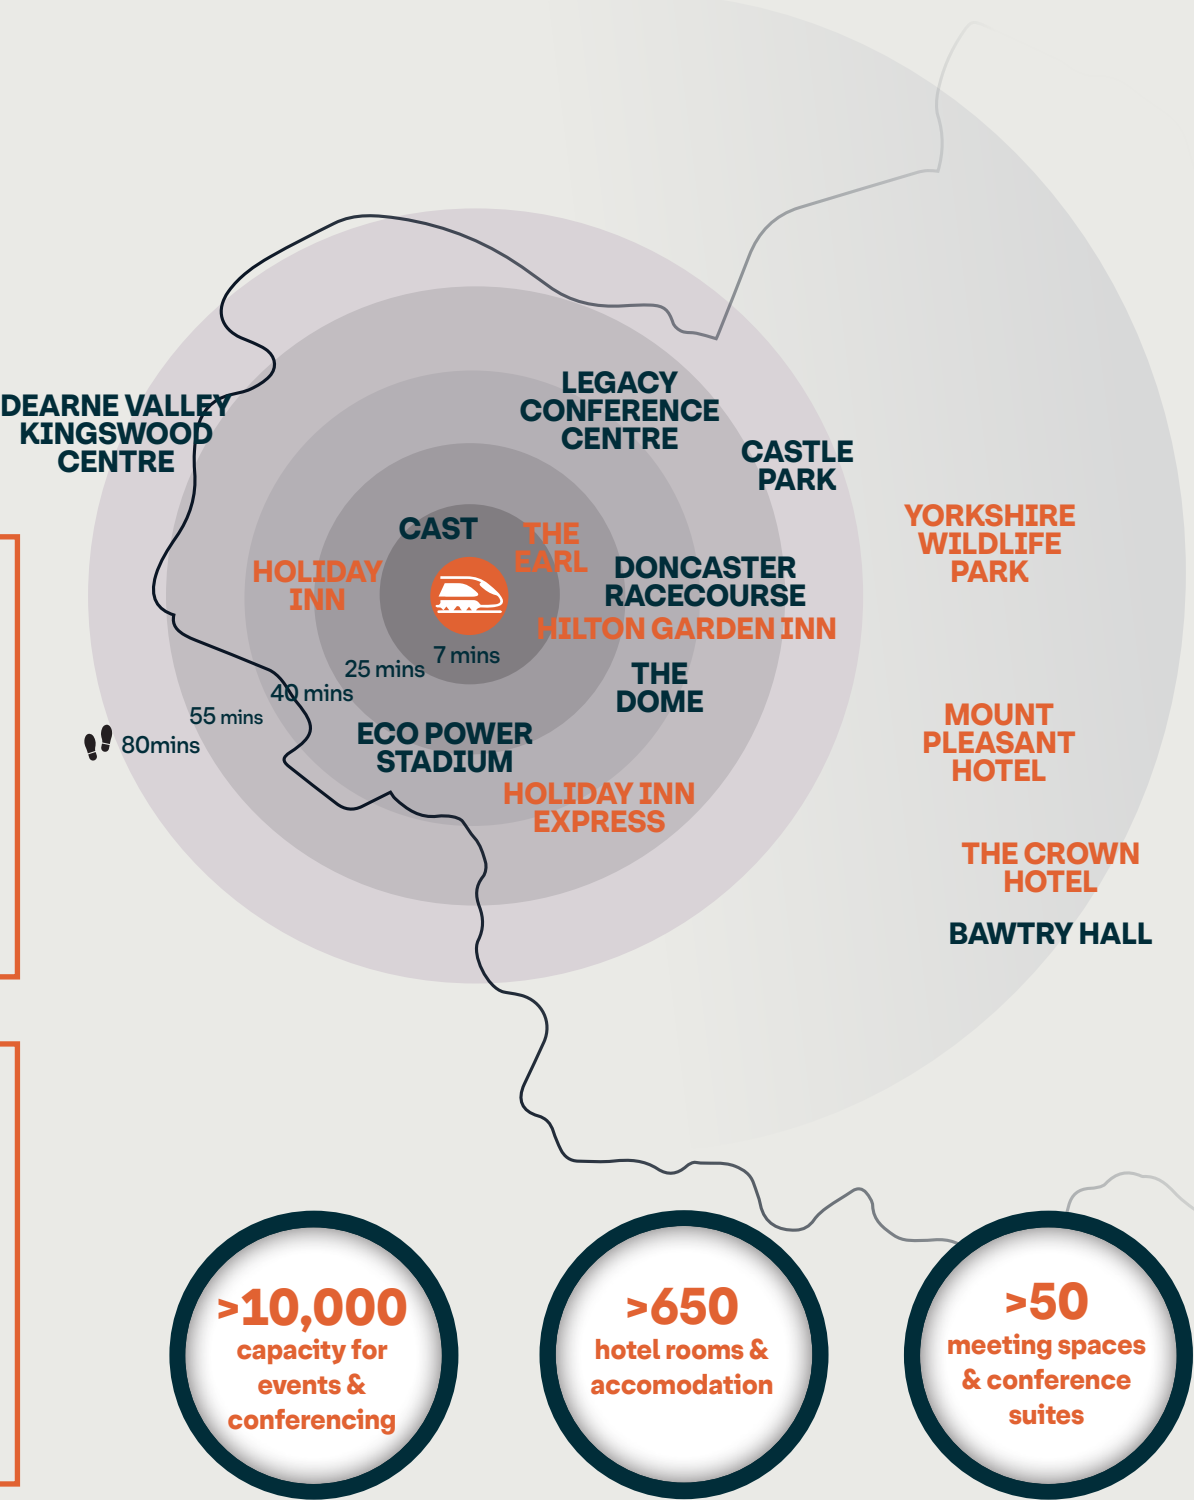 LEGACY
CONFERENCE
CENTRE
DEARNE VALLEY
KINGSWOOD
CENTRE
CASTLE
PARK
YORKSHIRE
WILDLIFE
PARK
CAST
THE
EARL
HOLIDAY
INN
DONCASTER
RACECOURSE
HILTON GARDEN INN
7 mins
25 mins
40 mins
55 mins
80mins
THE
DOME
ECO POWER
STADIUM
HOLIDAY INN
EXPRESS
MOUNT
PLEASANT
HOTEL
THE CROWN
HOTEL
BAWTRY HALL
>10,000
capacity for
events &
conferencing
>650
hotel rooms &
accomodation
>50
meeting spaces
& conference
suites